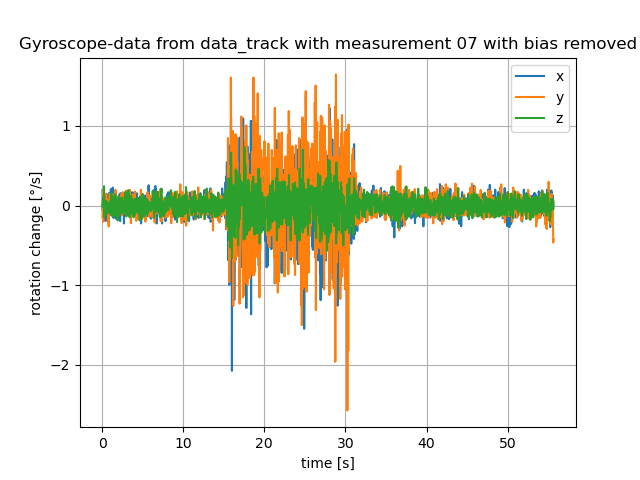 Gyroscope-data from data_track with measurement 07 with bias removed
x
y
z
1
0
−1
−2
rotation change [°/s]
0
10
20
30
40
50
time [s]